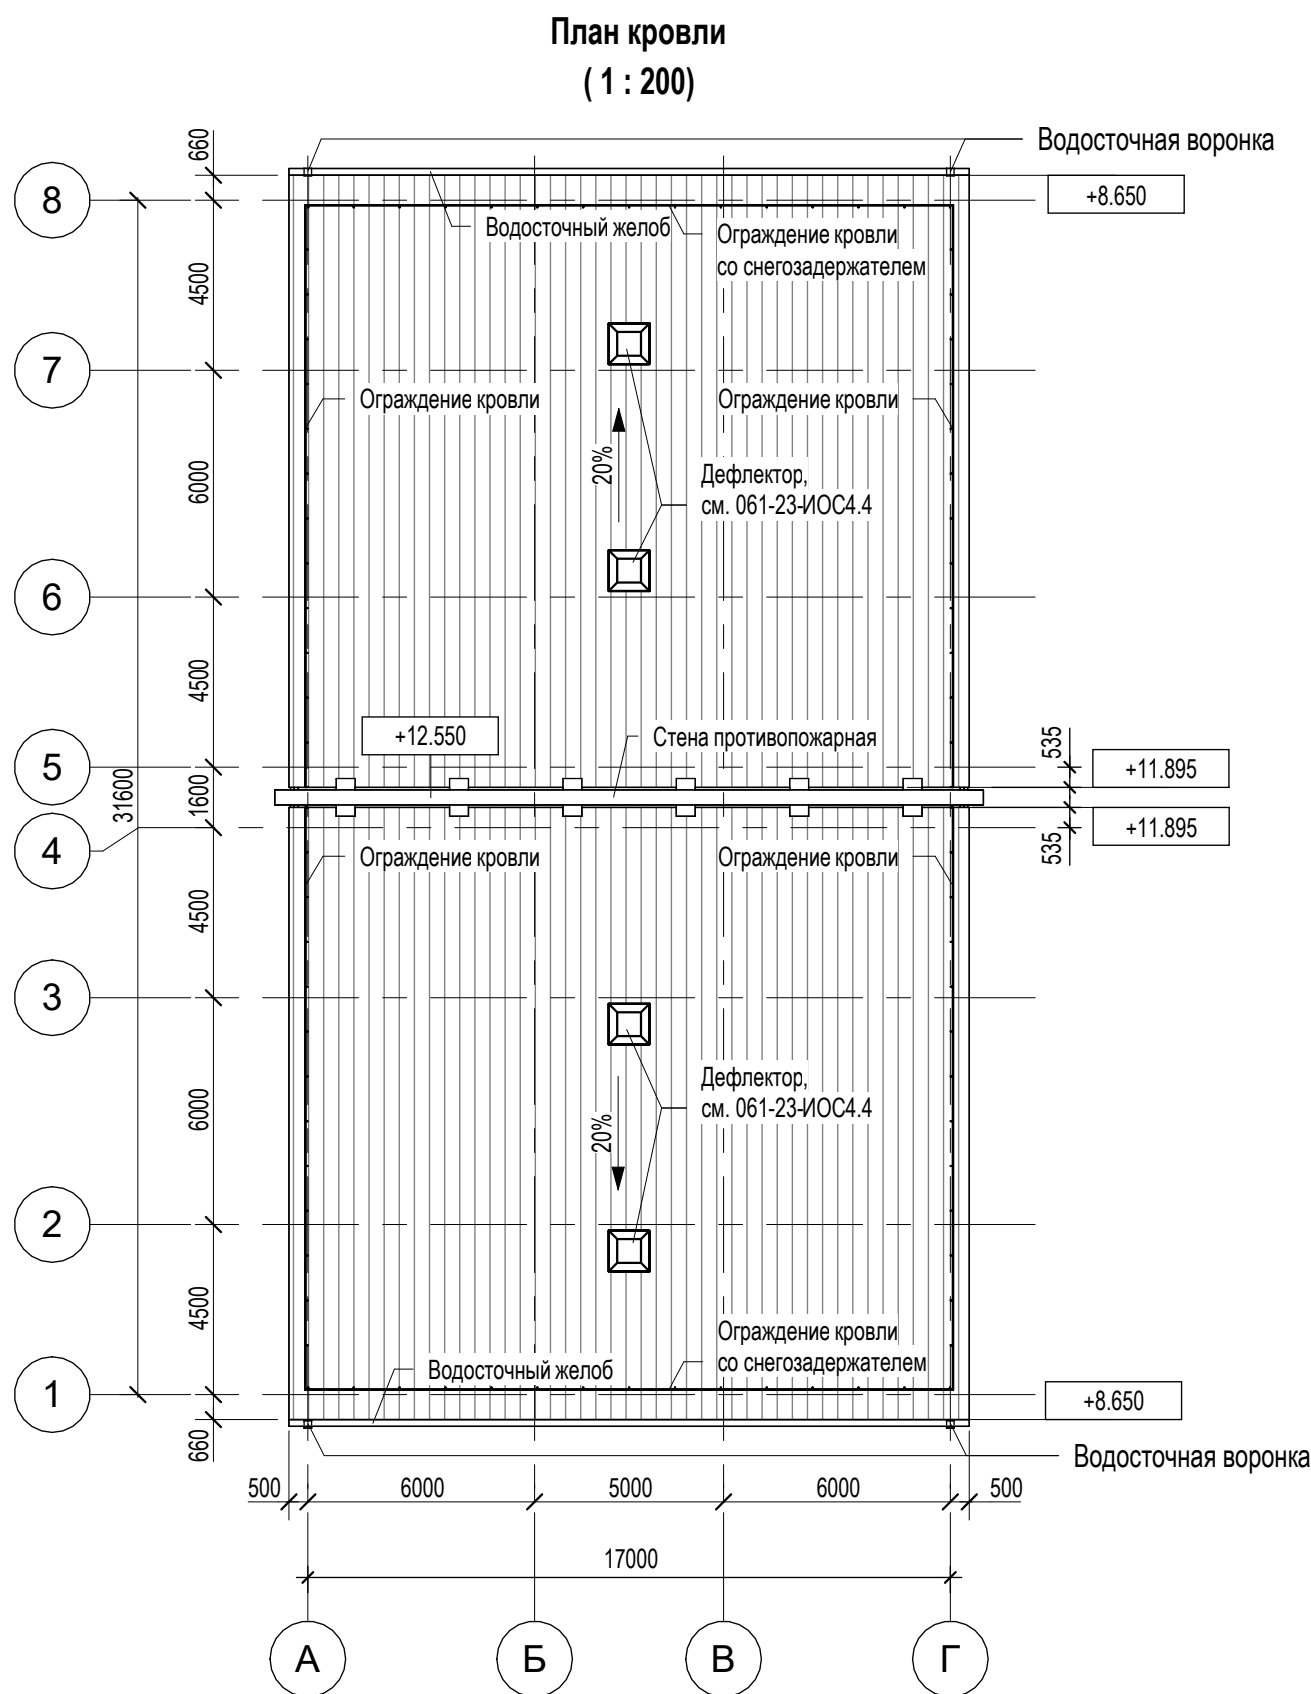 План кровли
( 1 : 200)
Водосточная воронка
660
8
+8.650
Водосточный желоб
Ограждение кровли
со снегозадержателем
4500
7
Ограждение кровли
Ограждение кровли
20%
6000
Дефлектор,
см. 061-23-ИОС4.4
6
4500
+12.550
Стена противопожарная
535
5
+11.895
31600
1600
+11.895
4
535
Ограждение кровли
Ограждение кровли
4500
3
Дефлектор,
см. 061-23-ИОС4.4
6000
20%
2
4500
Ограждение кровли
со снегозадержателем
Водосточный желоб
1
+8.650
660
Водосточная воронка
500
6000
5000
6000
500
17000
А
Б
В
Г